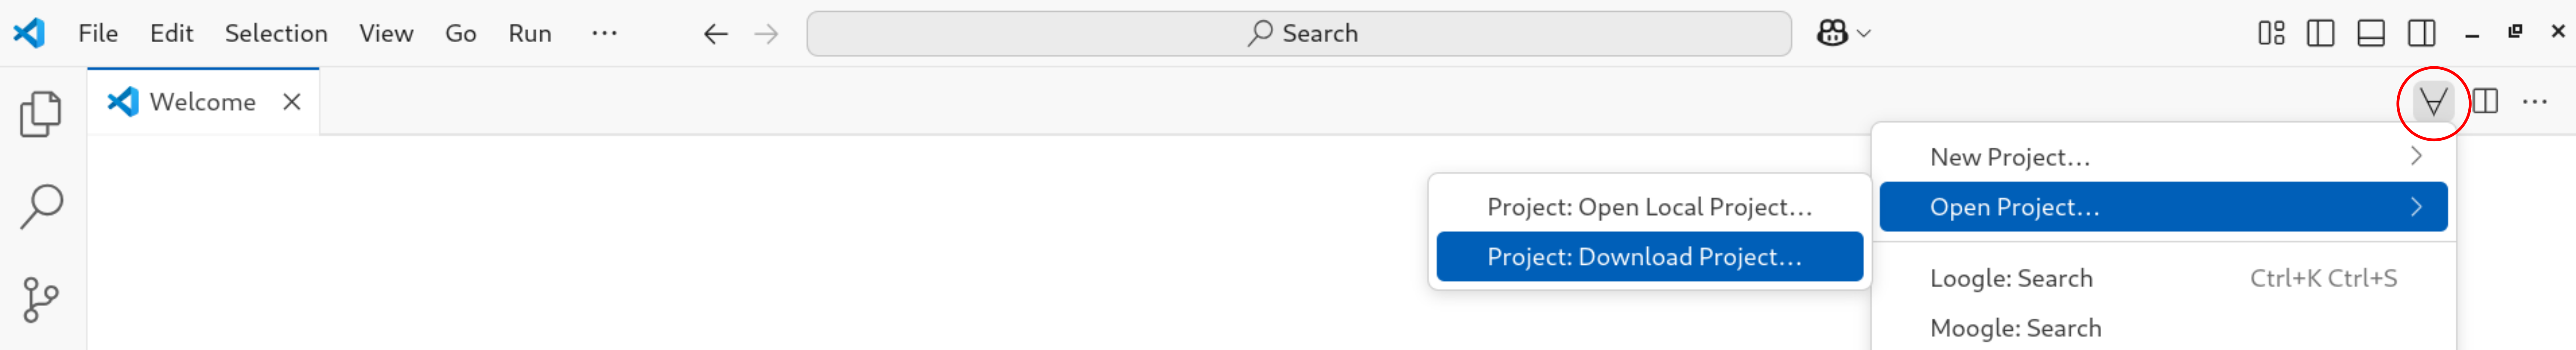 File Edit Selection View Go Run ··· Search
Welcome
New Project...
Project: Open Local Project... Open Project...
Project: Download Project...
Loogle: Search Ctrl+K Ctrl+S
Moogle: Search